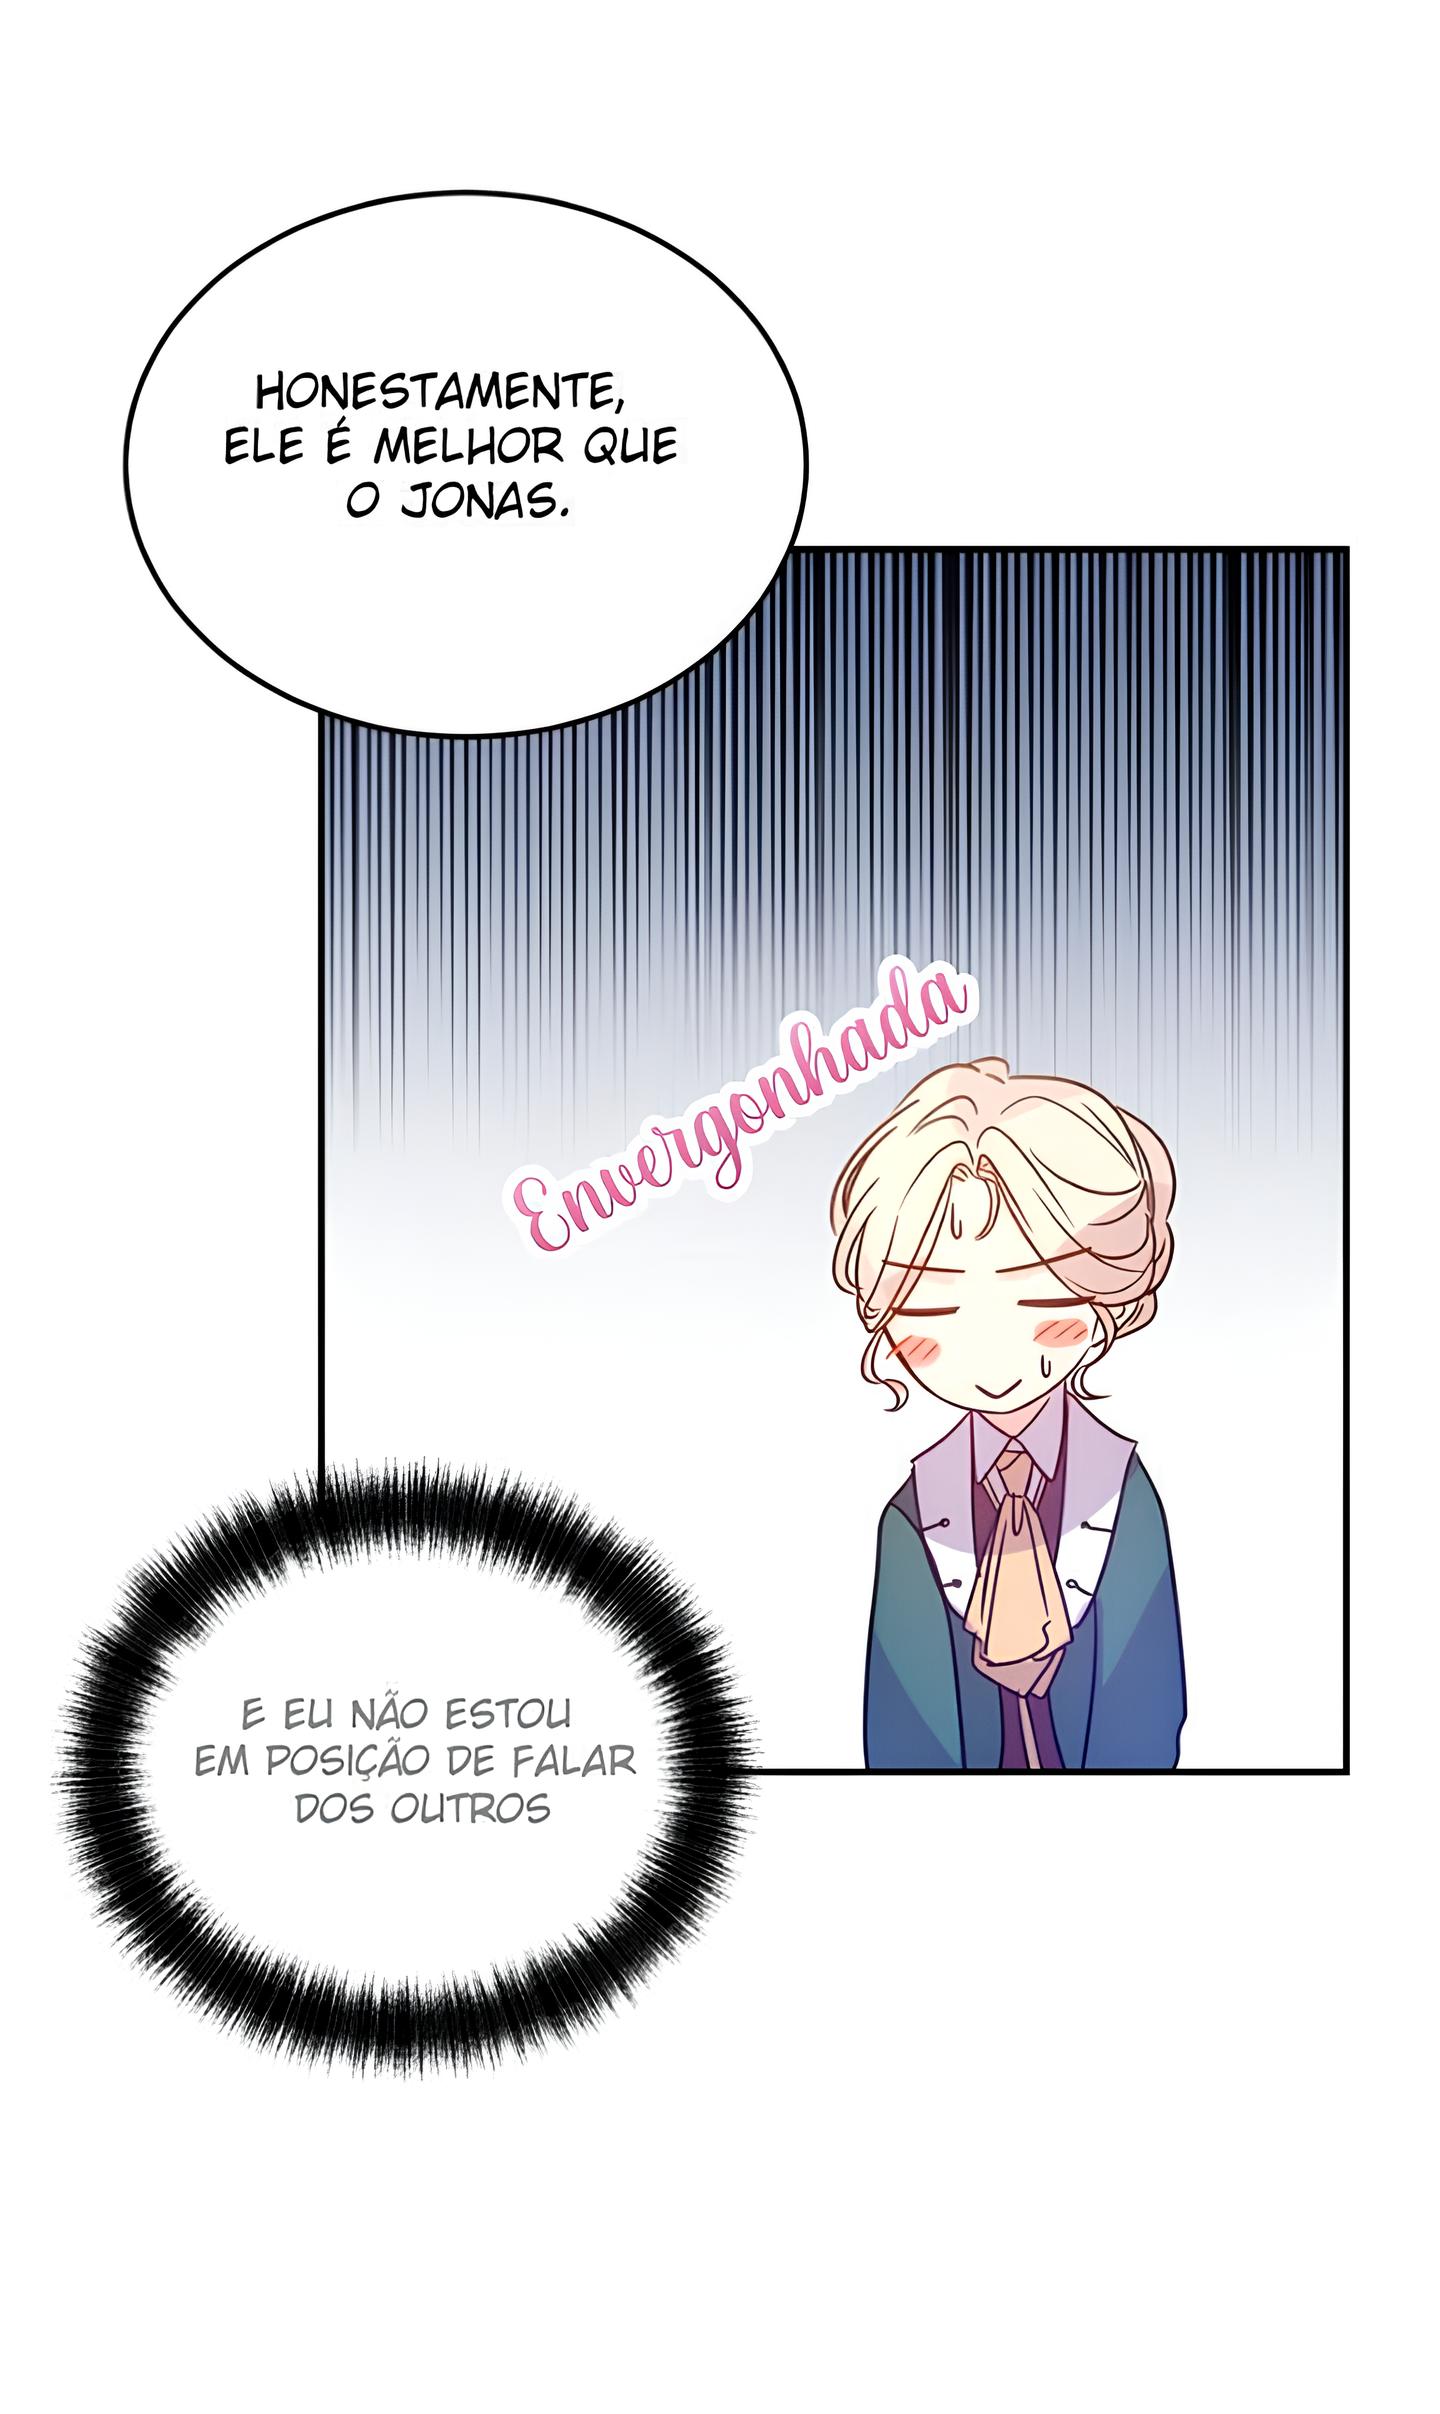 HONESTAMENTE,
ELE É MELHOR QUE
O JONAS.
Envergonhada
E EU NÃO ESTOU
EM POSIÇÃO DE FALAR
DOS OUTROS